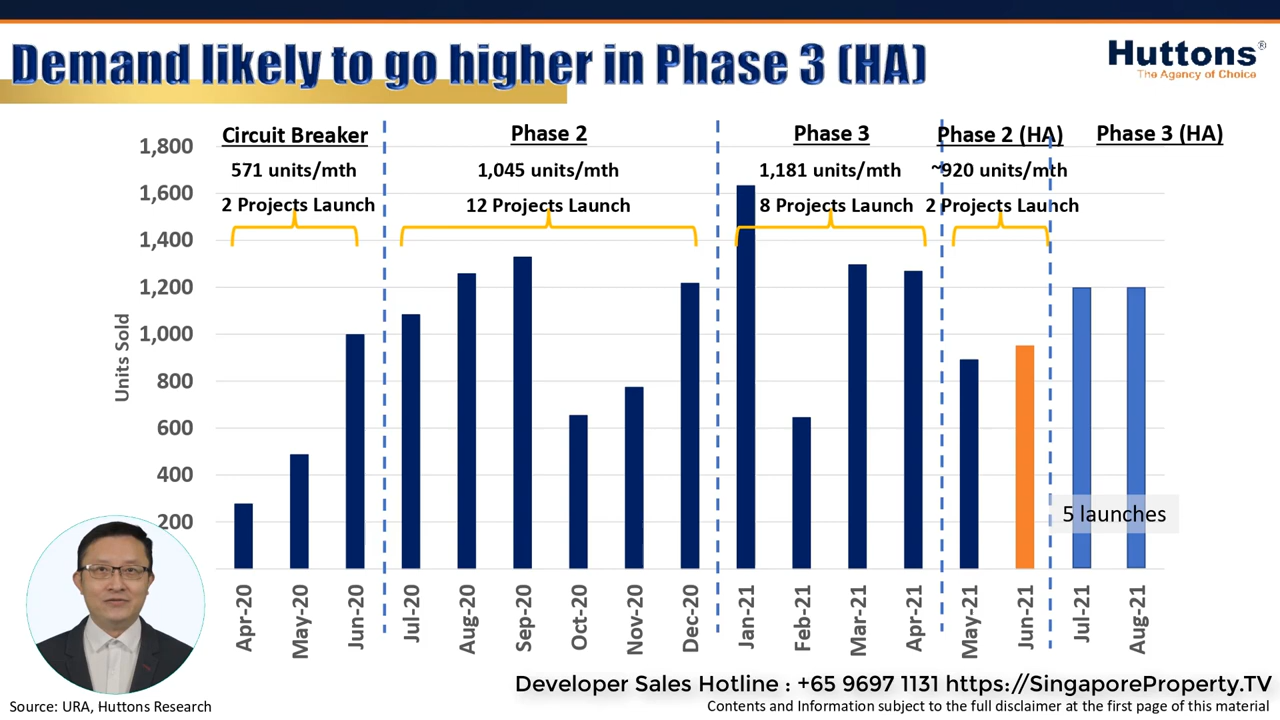 Demand likely to go higher in Phase 3 (HA)
Huttons®
The Agency of Choice
Circuit Breaker
571 units/mth
2 Projects Launch
Phase 2
1,045 units/mth
12 Projects Launch
Phase 3
1,181 units/mth
8 Projects Launch
Phase 2 (HA)
~920 units/mth
2 Projects Launch
Phase 3 (HA)
Units Sold
1,800
1,600
1,400
1,200
1,000
800
600
400
200
5 launches
Apr-20
May-20
Jun-20
Jul-20
Aug-20
Sep-20
Oct-20
Nov-20
Dec-20
Jan-21
Feb-21
Mar-21
Apr-21
May-21
Jun-21
Jul-21
Aug-21
Developer Sales Hotline : +65 9697 1131 https://SingaporeProperty.TV
Source: URA, Huttons Research
Contents and Information subject to the full disclaimer at the first page of this material